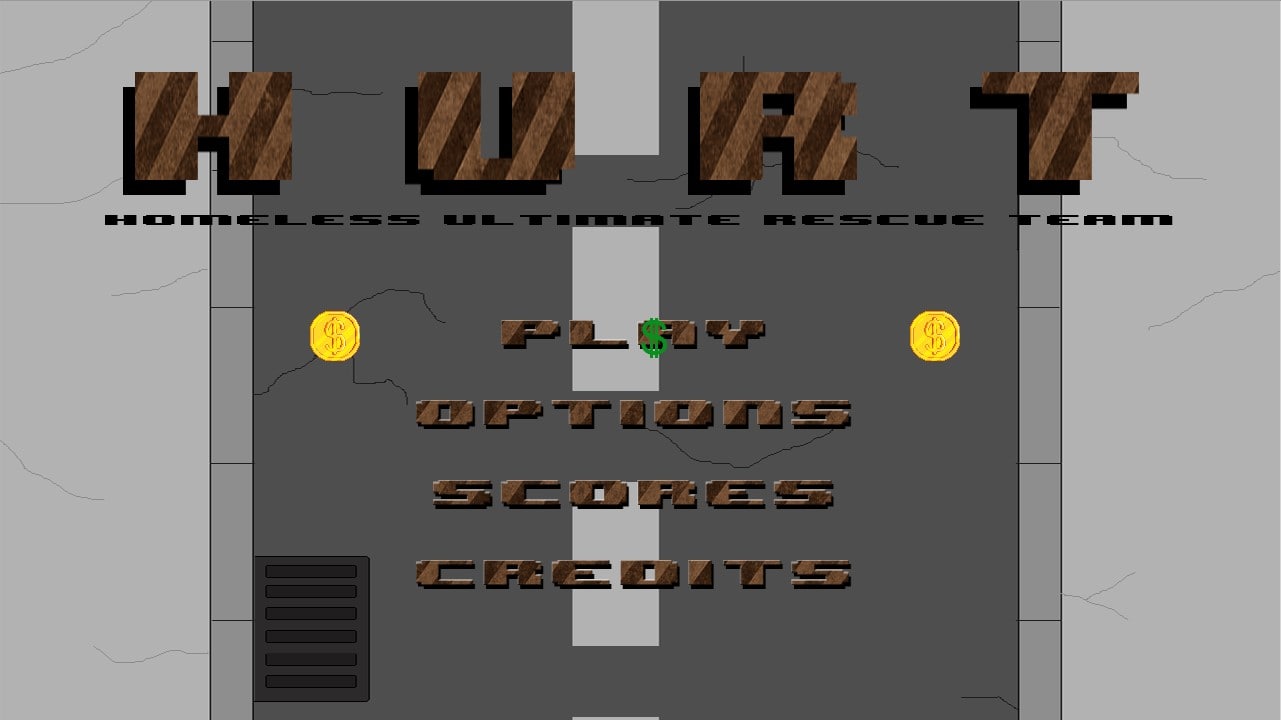 HURT
HOMELESS ULTIMATE RESCUE TEAM
$ PLAY $
$
OPTIONS
SCORES
CREDITS